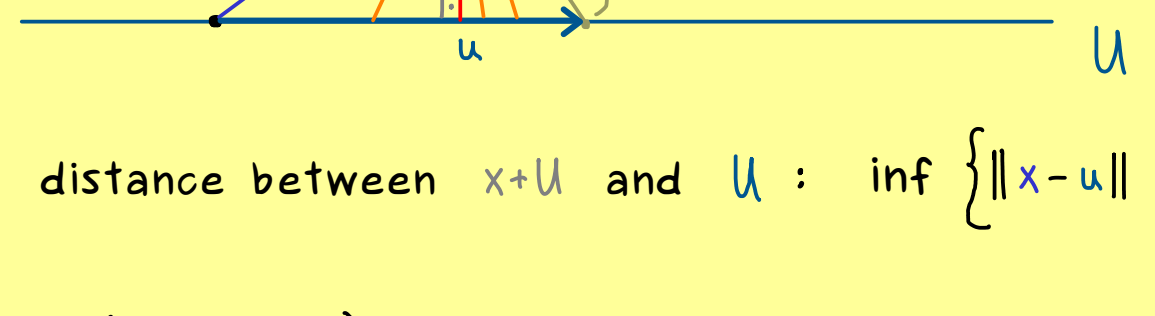 u
U
distance between x+U and U : inf {‖x-u‖